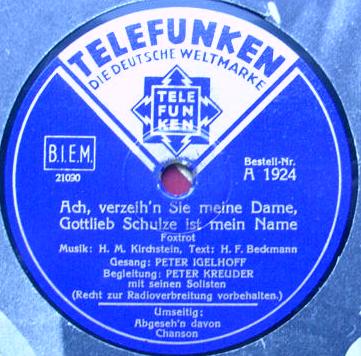 TELEFUNKEN
DIE DEUTSCHE WELTMARKE
TELE
FUN
KEN
B.I.E.M.
21090
Bestell-Nr.
A 1924
Ach, verzeih'n Sie meine Dame,
Gottlieb Schulze ist mein Name
Foxtrot
Musik: H. M. Kirchstein, Text: H. F. Beckmann
Gesang: PETER IGELHOFF
Begleitung: PETER KREUDER
mit seinen Solisten
(Recht zur Radioverbreitung vorbehalten.)
Umseitig:
Abgeseh'n davon
Chanson